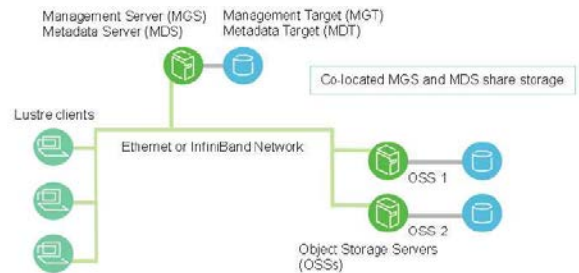 Management Server (MGS)
Metadata Server (MDS)
Management Target (MGT)
Metadata Target (MDT)
Co-located MGS and MDS share storage
Lustre clients
Ethernet or InfiniBand Network
OSS 1
OSS 2
Object Storage Servers
(OSSs)